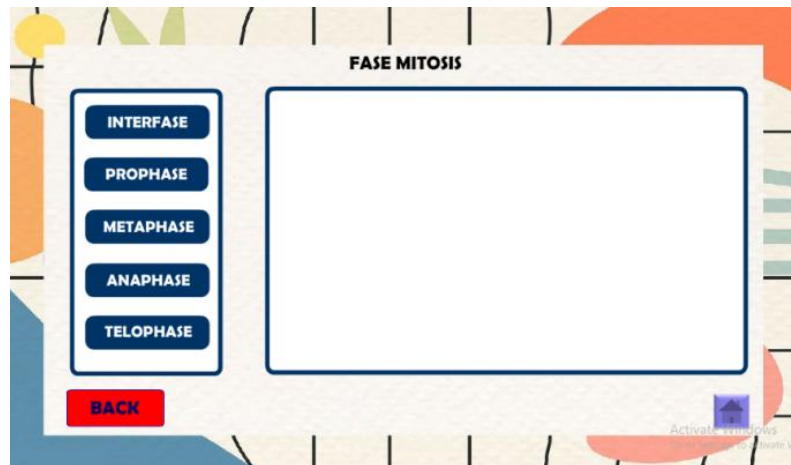 FASE MITOSIS
INTERFASE
PROPHASE
METAPHASE
ANAPHASE
TELOPHASE
BACK
Activate Windows